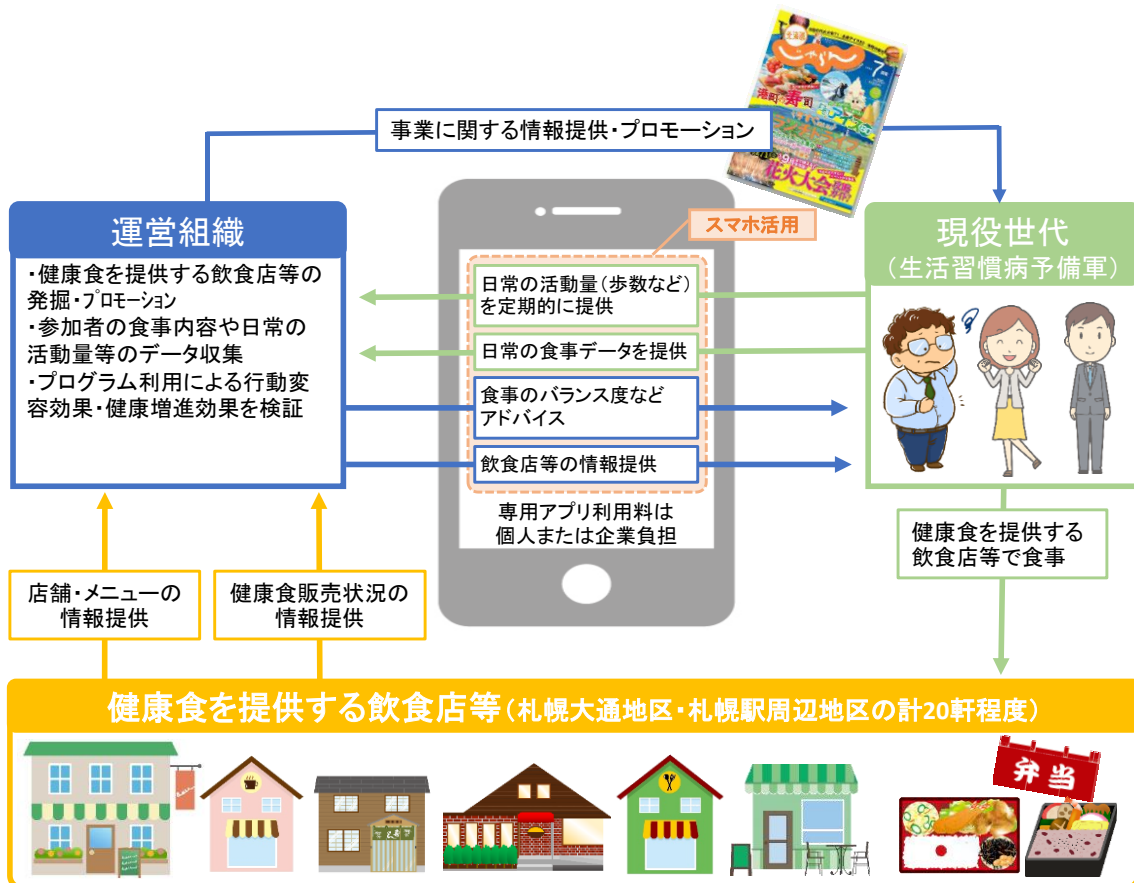 北海道
じゃらん
7
港町の寿司
花火大会
事業に関する情報提供・プロモーション
スマホ活用
運営組織
・健康食を提供する飲食店等の
発掘・プロモーション
・参加者の食事内容や日常の
活動量等のデータ収集
・プログラム利用による行動変
容効果・健康増進効果を検証
日常の活動量（歩数など）
を定期的に提供
日常の食事データを提供
食事のバランス度など
アドバイス
飲食店等の情報提供
専用アプリ利用料は
個人または企業負担
現役世代
（生活習慣病予備軍）
健康食を提供する
飲食店等で食事
店舗・メニューの
情報提供
健康食販売状況の
情報提供
健康食を提供する飲食店等（札幌大通地区・札幌駅周辺地区の計20軒程度）
弁当